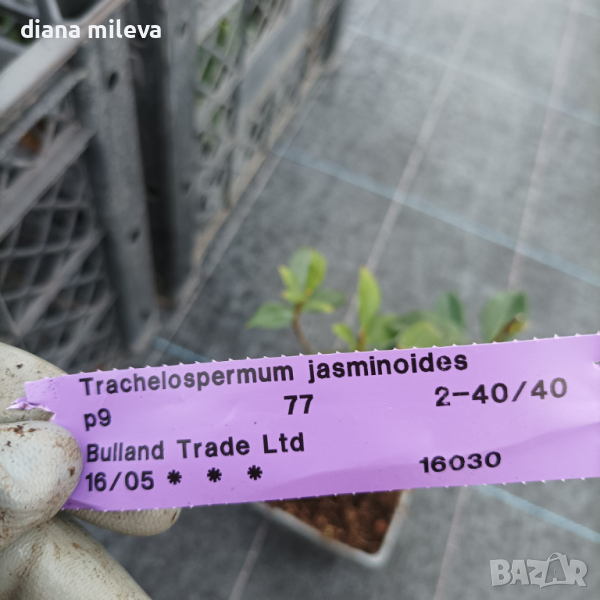 diana mileva
Trachelospermum jasminoides
p9 77 2-40/40
Bulland Trade Ltd
16/05 * * * 16030
BAZAR